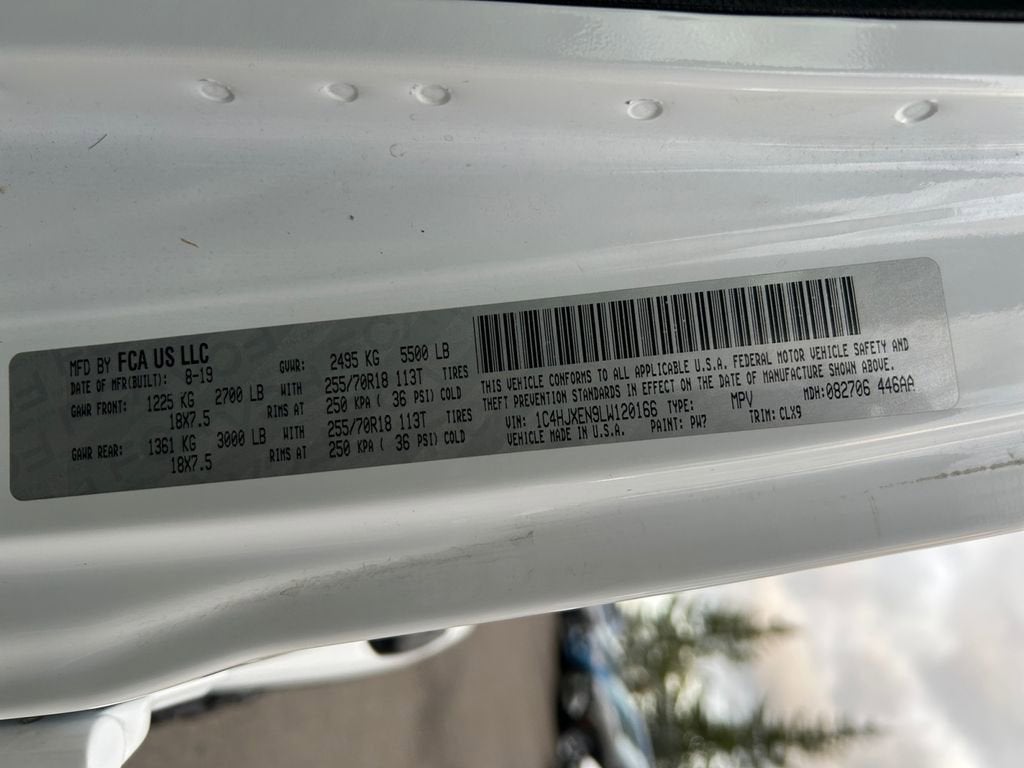 MFD BY FCA US LLC
DATE OF MFR(BUILT): 8-19 GVWR: 2495 KG 5500 LB
GAWR FRONT: 1225 KG 2700 LB WITH 255/70R18 113T TIRES
18X7.5 RIMS AT 250 KPA ( 36 PSI) COLD
GAWR REAR: 1361 KG 3000 LB WITH 255/70R18 113T TIRES
18X7.5 RIMS AT 250 KPA ( 36 PSI) COLD
THIS VEHICLE CONFORMS TO ALL APPLICABLE U.S.A. FEDERAL MOTOR VEHICLE SAFETY AND
THEFT PREVENTION STANDARDS IN EFFECT ON THE DATE OF MANUFACTURE SHOWN ABOVE.
VIN: 1C4HJXEN9LW120166 TYPE: MPV MDH:082706 446AA
VEHICLE MADE IN U.S.A. PAINT: PW7 TRIM: CLX9